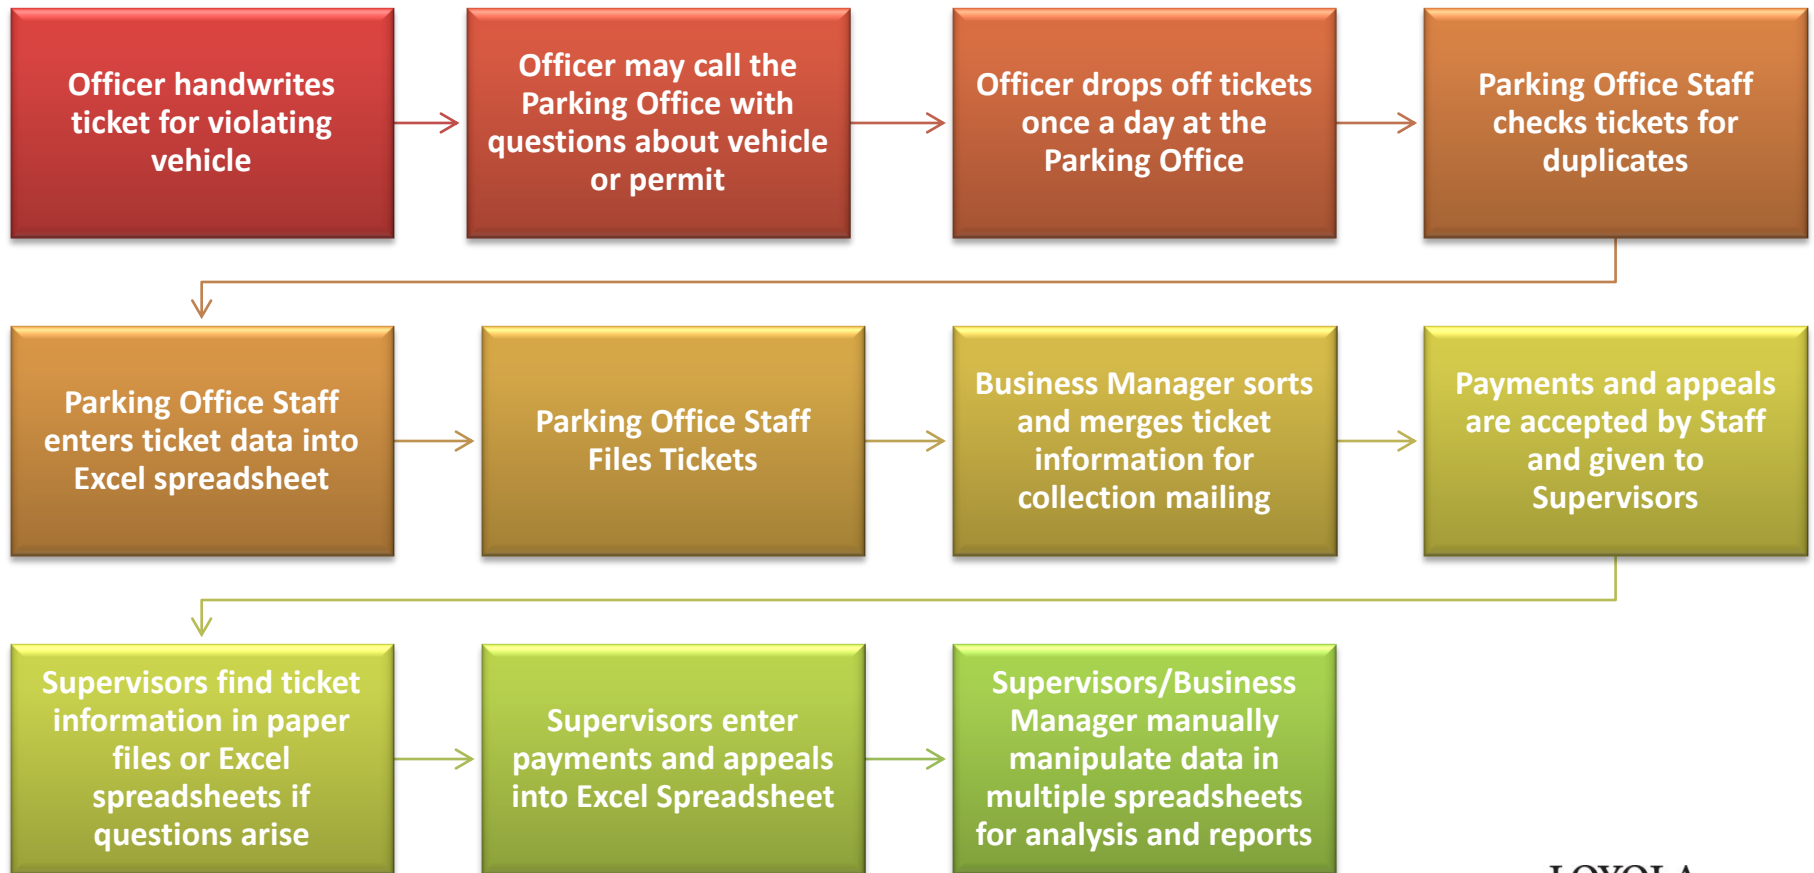 Officer handwrites
ticket for violating
vehicle
Officer may call the
Parking Office with
questions about vehicle
or permit
Officer drops off tickets
once a day at the
Parking Office
Parking Office Staff
checks tickets for
duplicates
Parking Office Staff
enters ticket data into
Excel spreadsheet
Parking Office Staff
Files Tickets
Business Manager sorts
and merges ticket
information for
collection mailing
Payments and appeals
are accepted by Staff
and given to
Supervisors
Supervisors find ticket
information in paper
files or Excel
spreadsheets if
questions arise
Supervisors enter
payments and appeals
into Excel Spreadsheet
Supervisors/Business
Manager manually
manipulate data in
multiple spreadsheets
for analysis and reports
LOYOLA